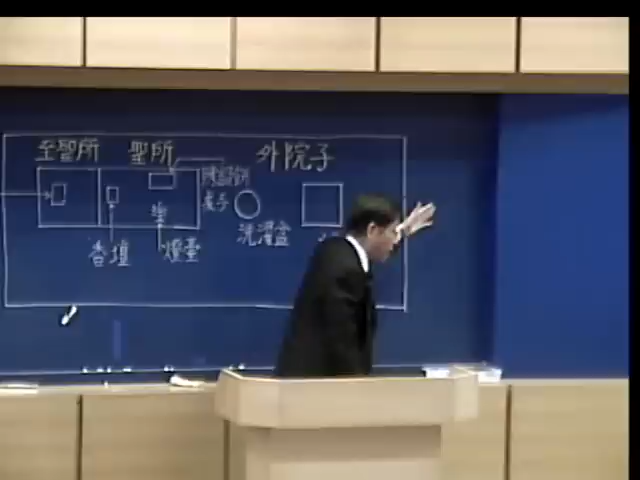 至聖所 聖所 外院子
陳設餅
桌子
洗濯盆
香壇 燈臺